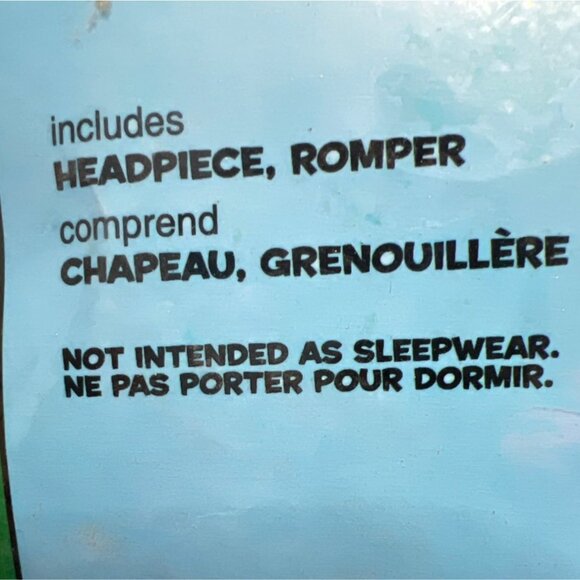 includes
HEADPIECE, ROMPER
comprend
CHAPEAU, GRENOUILLÈRE
NOT INTENDED AS SLEEPWEAR.
NE PAS PORTER POUR DORMIR.